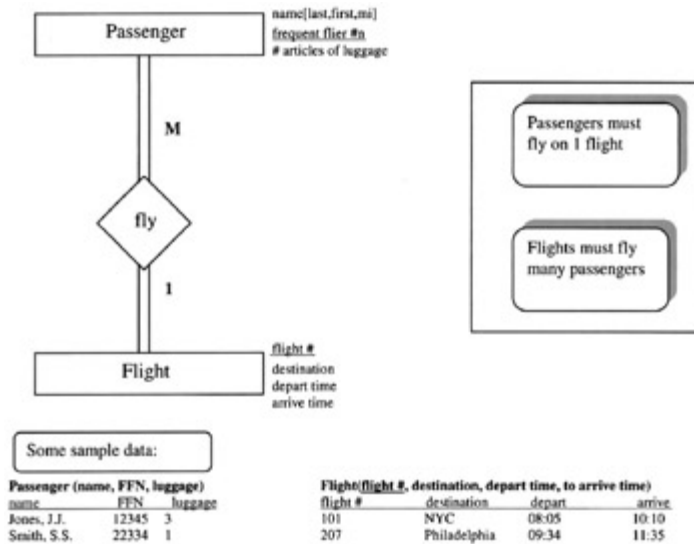 Passenger
name[last,first,mi]
frequent flier #n
# articles of luggage
M
fly
1
Flight
flight #
destination
depart time
arrive time
Passengers must
fly on 1 flight
Flights must fly
many passengers
Some sample data:
Passenger (name, FFN, luggage)
name FFN luggage
Jones, J.J. 12345 3
Smith, S.S. 22334 1
Flight(flight #, destination, depart time, to arrive time)
flight # destination depart arrive
101 NYC 08:05 10:10
207 Philadelphia 09:34 11:35